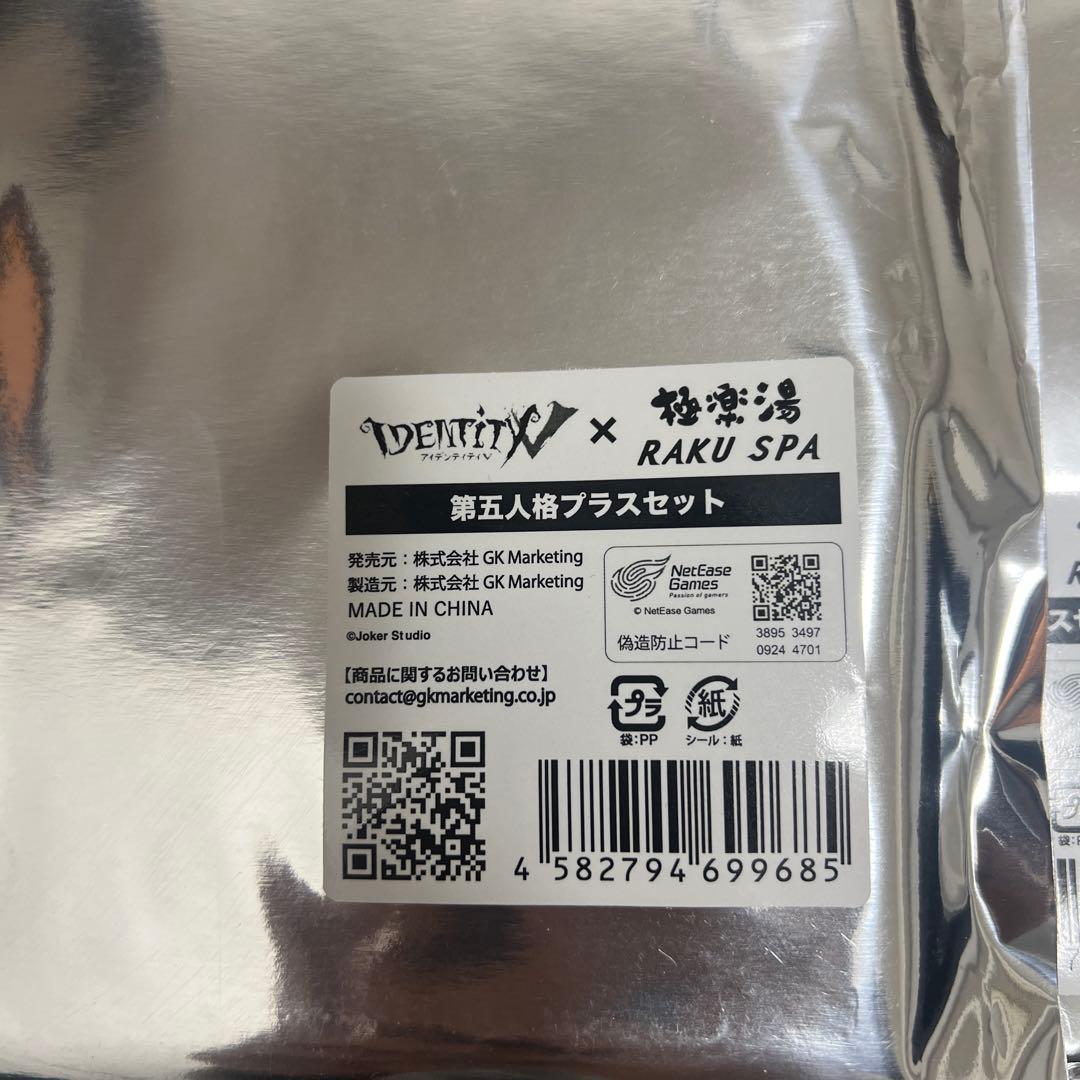 IDENTITY V × 極楽湯
アイデンティティV
RAKU SPA
第五人格プラスセット
発売元：株式会社 GK Marketing
製造元：株式会社 GK Marketing
MADE IN CHINA
©Joker Studio
NetEase Games
Passion of gamers
© NetEase Games
偽造防止コード
3895 3497
0924 4701
【商品に関するお問い合わせ】
contact@gkmarketing.co.jp
プラ
袋：PP
紙
シール：紙
4 582794 699685